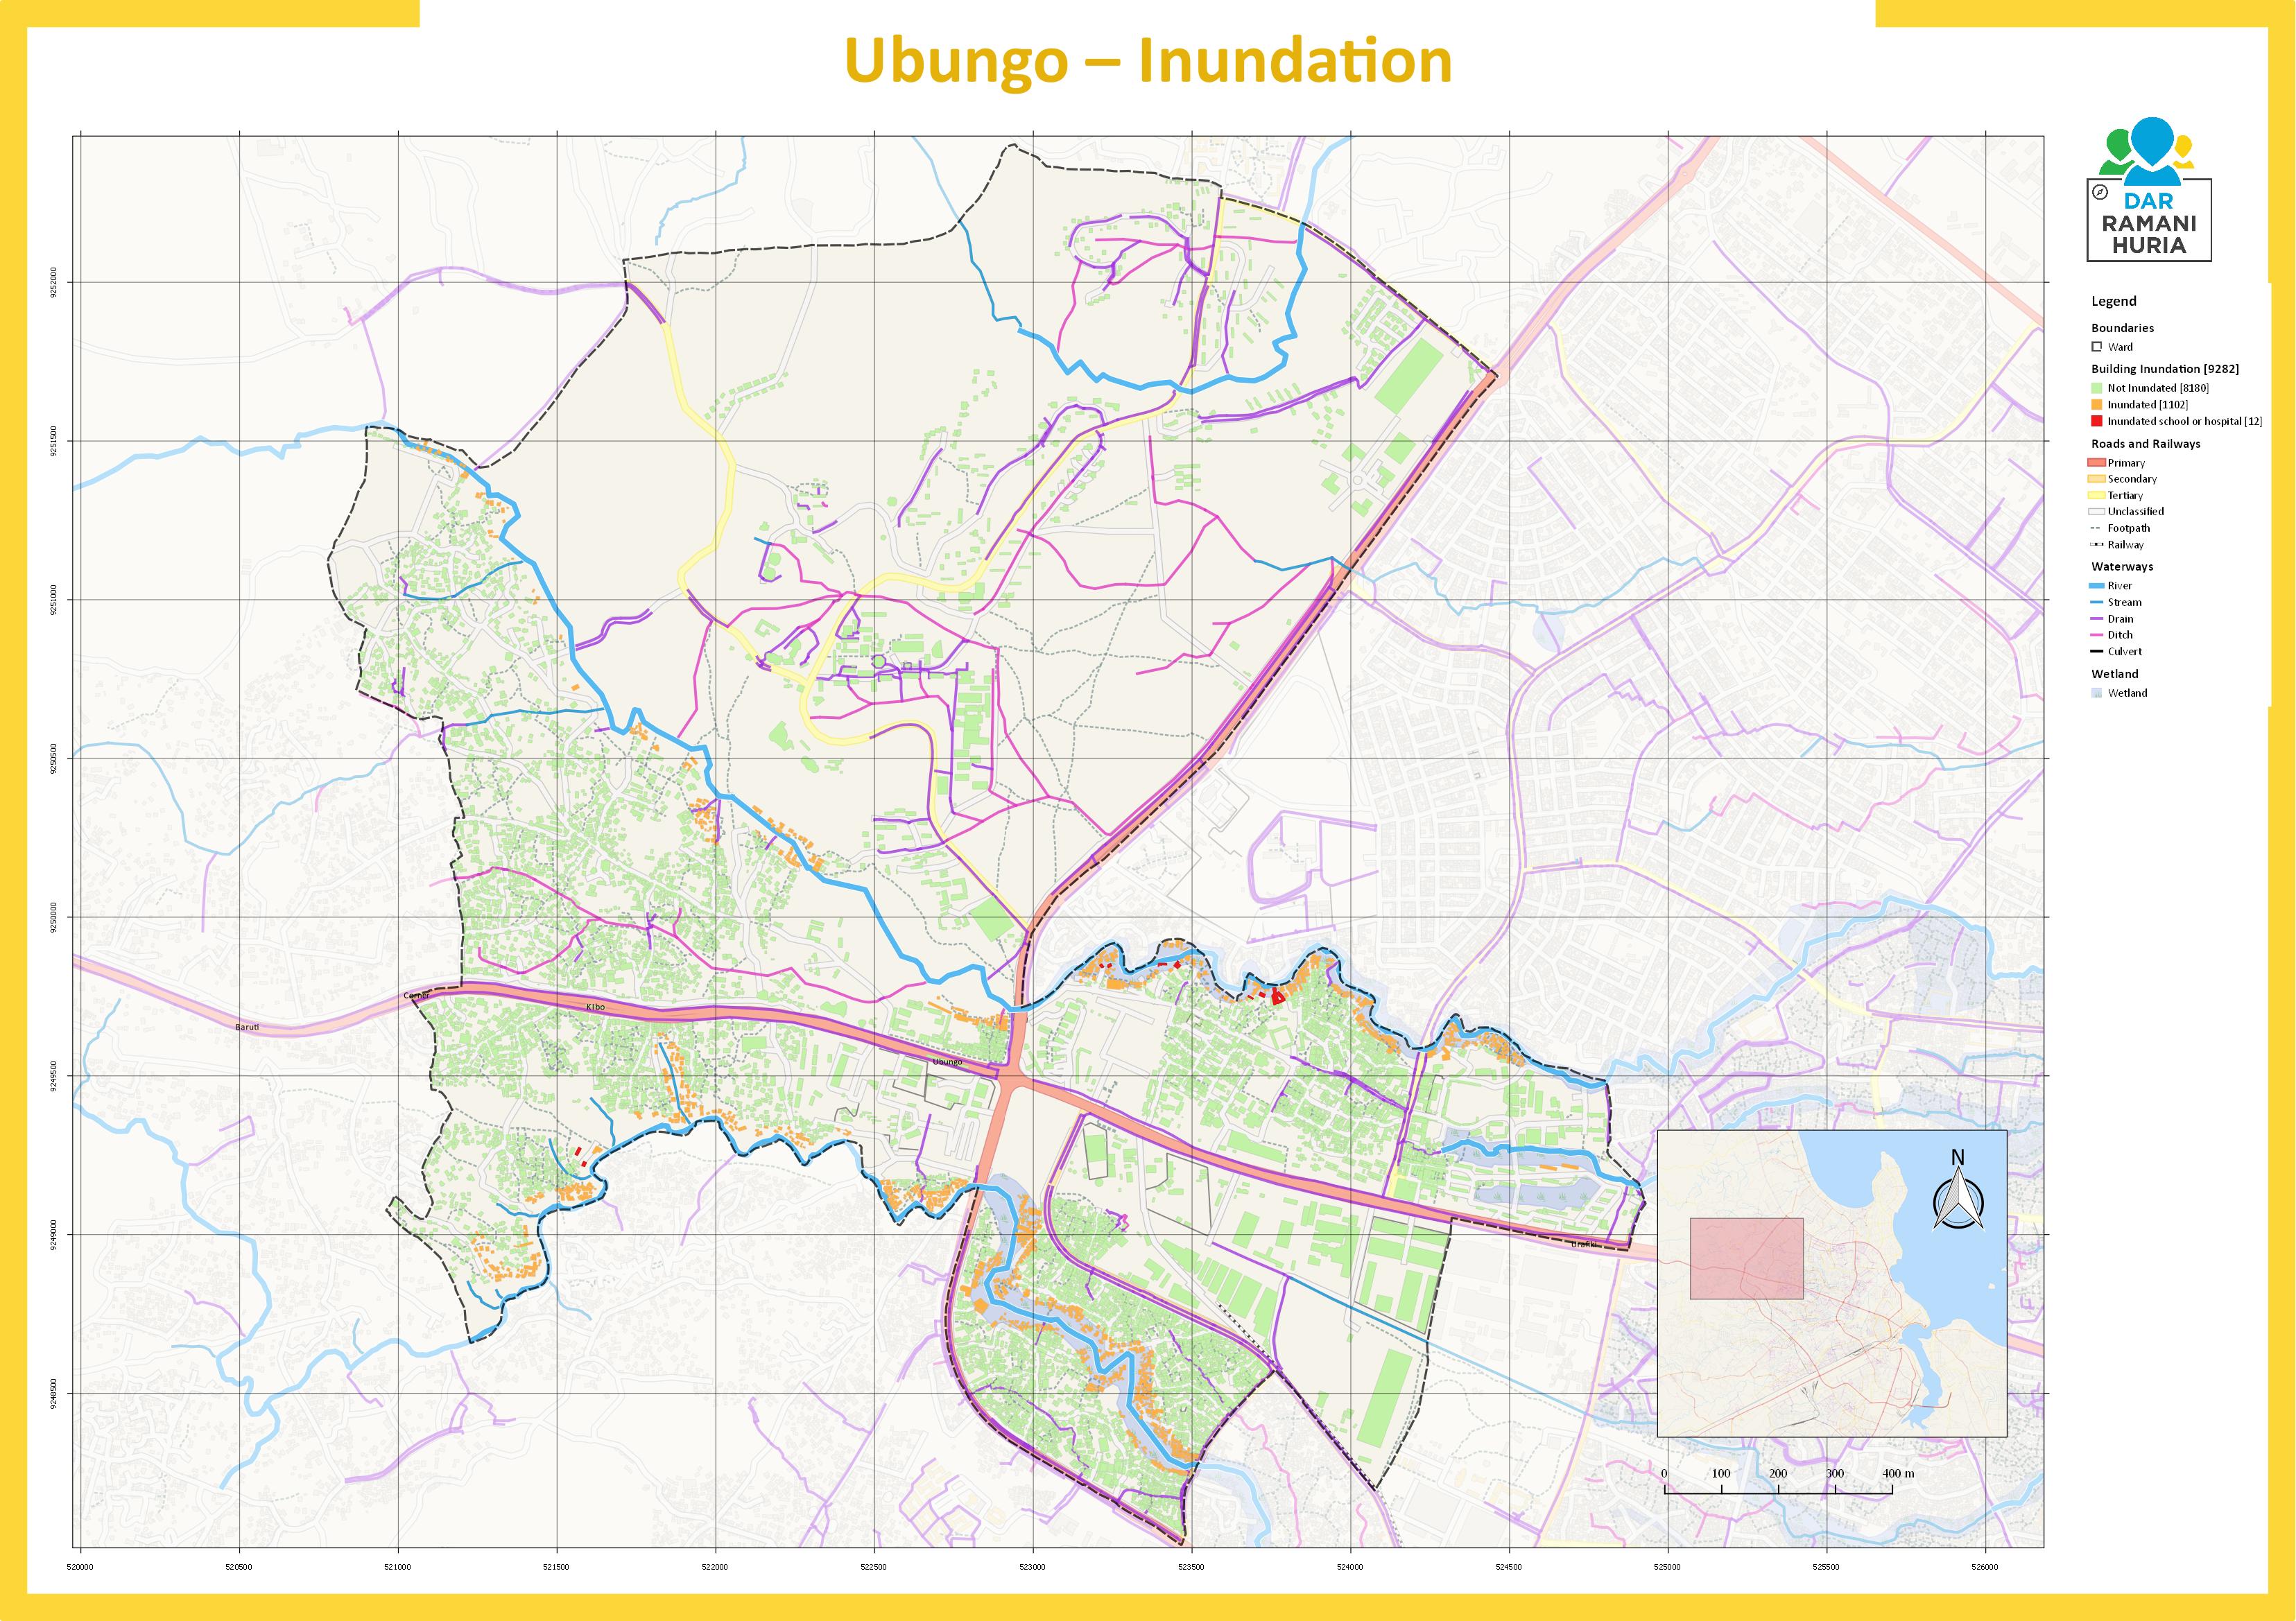 Ubungo – Inundation
DAR
RAMANI
HURIA
Legend
Boundaries
Ward
Building Inundation [9282]
Not Inundated [8180]
Inundated [1102]
Inundated school or hospital [12]
Roads and Railways
Primary
Secondary
Tertiary
Unclassified
Footpath
Railway
Waterways
River
Stream
Drain
Ditch
Culvert
Wetland
Wetland
9252000
9251500
9251000
9250500
9250000
9249500
9249000
9248500
Corner
Kibo
Baruti
Ubungo
Urafiki
N
0 100 200 300 400 m
520000 520500 521000 521500 522000 522500 523000 523500 524000 524500 525000 525500 526000